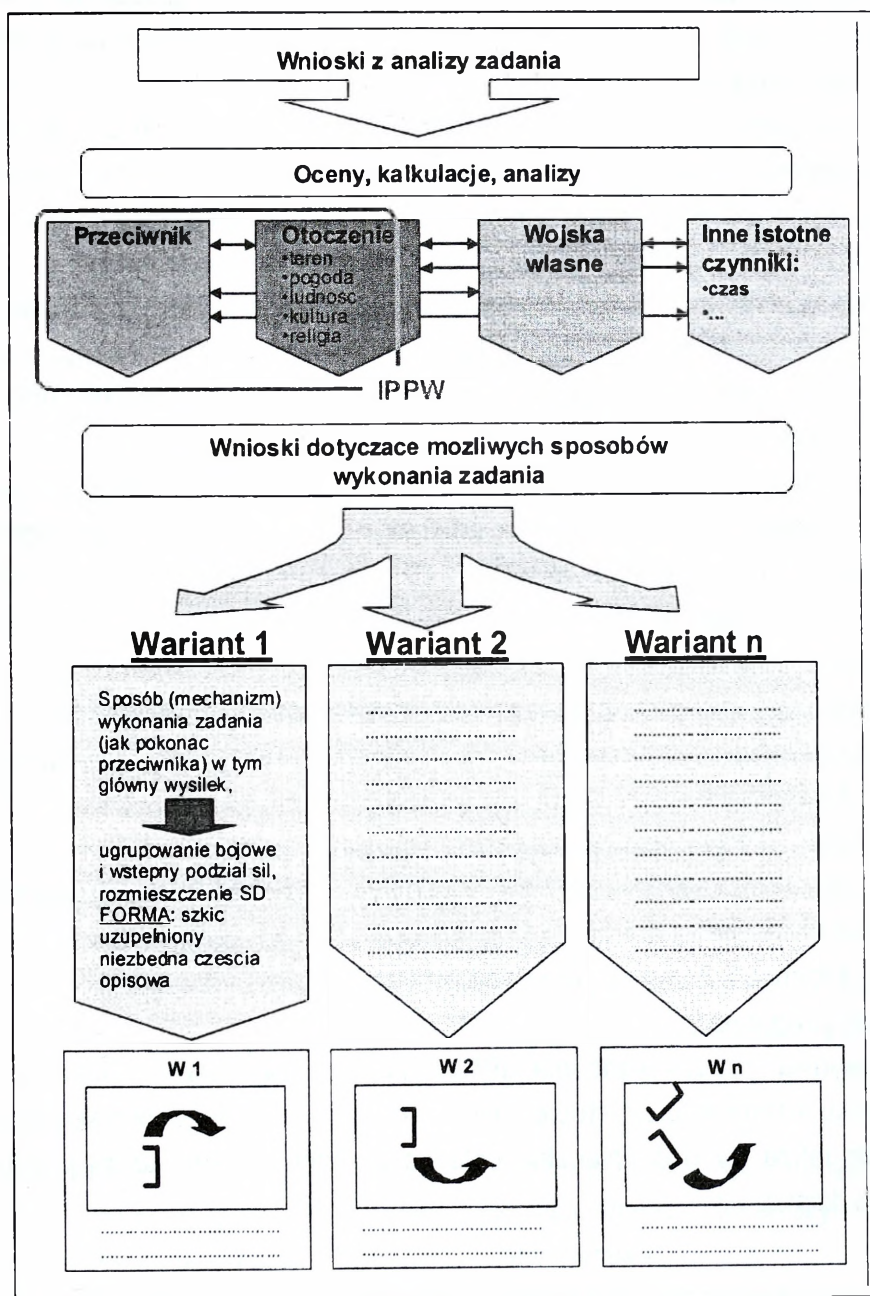 Wnioski z analizy zadania
Oceny, kalkulacje, analizy
Przeciwnik
Otoczenie
•teren
•pogoda
•ludnosc
•kultura
•religia
Wojska
wlasne
Inne istotne
czynniki:
•czas
•...
IPPW
Wnioski dotyczace mozliwych sposobów
wykonania zadania
Wariant 1
Wariant 2
Wariant n
Sposób (mechanizm)
wykonania zadania
(jak pokonac
przeciwnika) w tym
glówny wysilek,
ugrupowanie bojowe
i wstepny podzial sil,
rozmieszczenie SD
FORMA: szkic
uzupelniony
niezbedna czescia
opisowa
W 1
W 2
W n